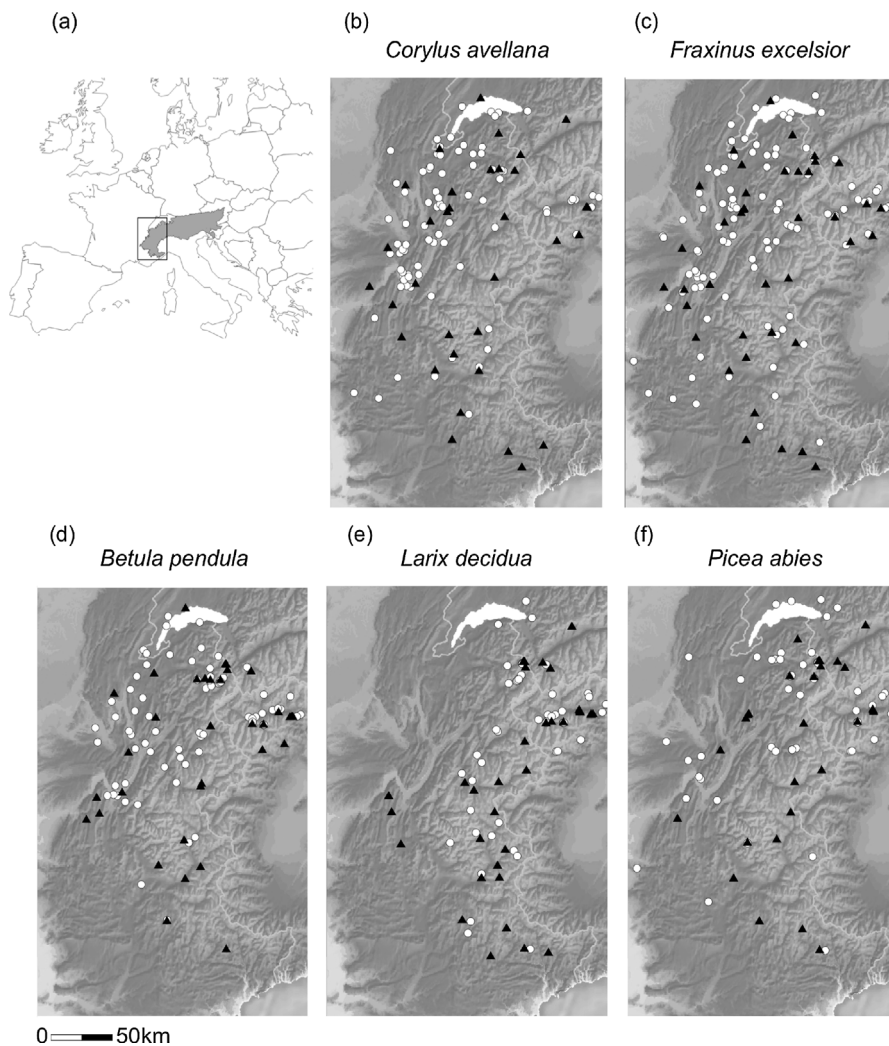 (a)
(b)
Corylus avellana
(c)
Fraxinus excelsior
(d)
Betula pendula
(e)
Larix decidua
(f)
Picea abies
0 50km